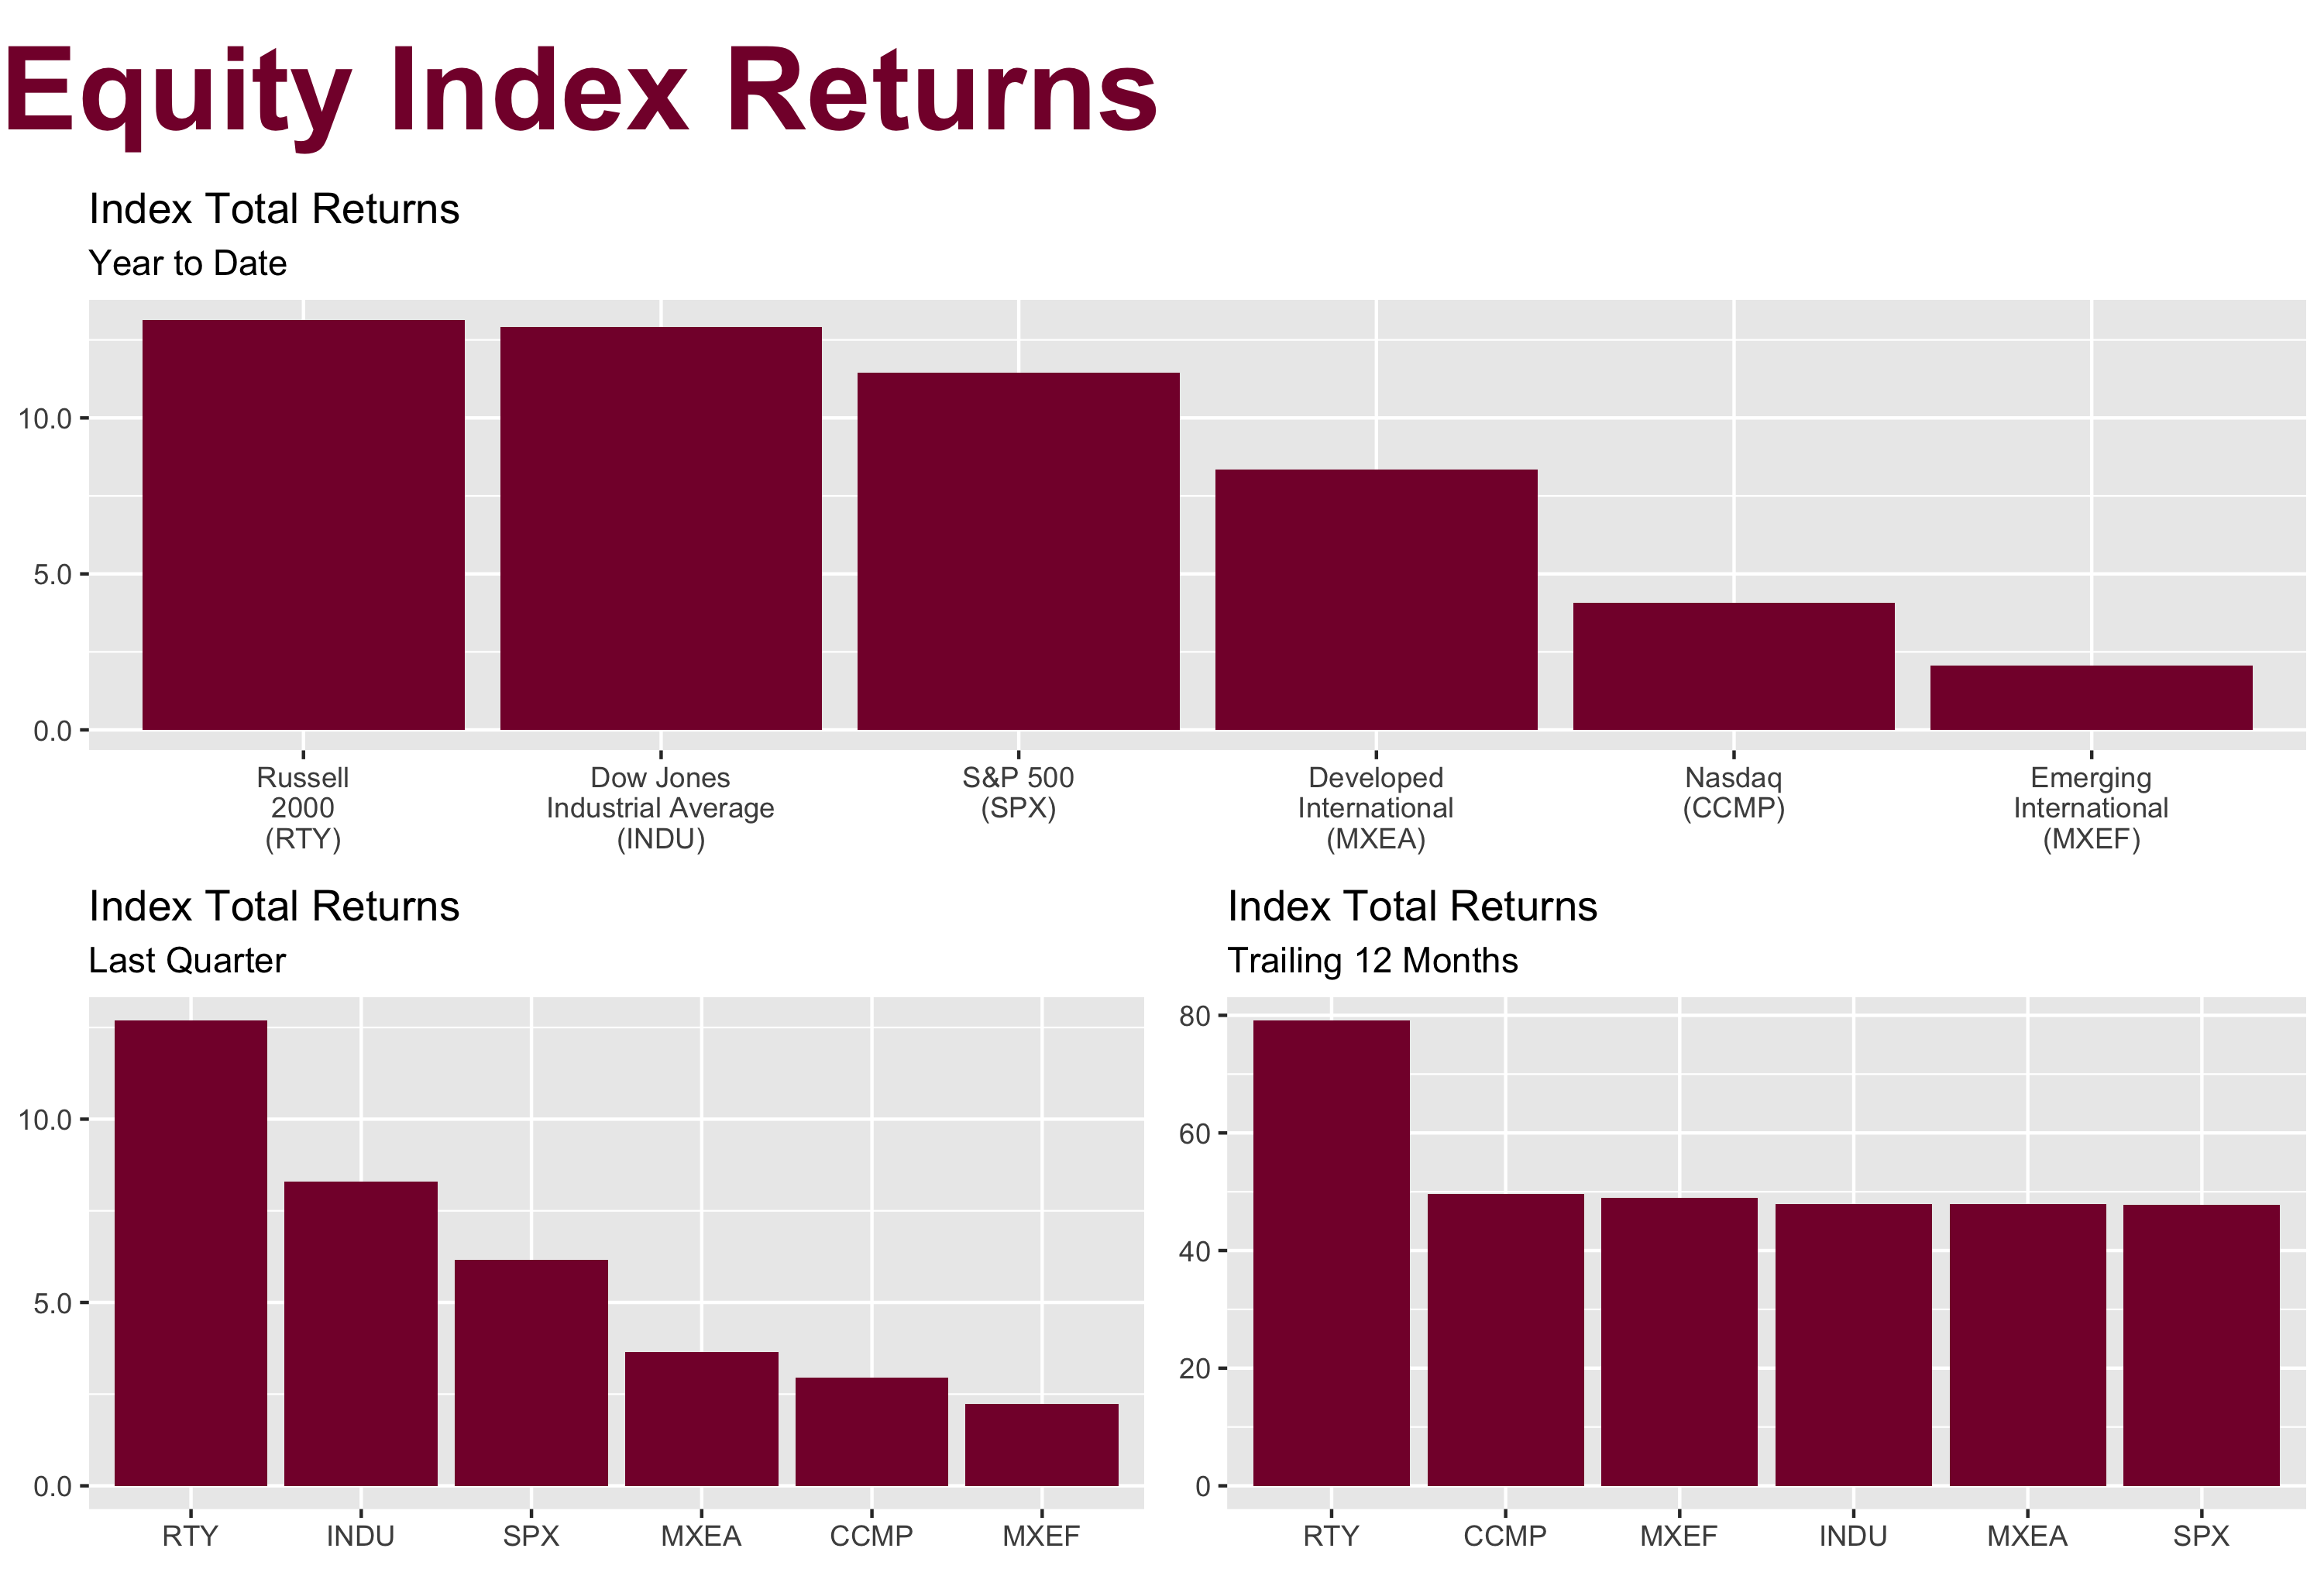 Equity Index Returns
Index Total Returns
Year to Date
10.0
5.0
0.0
Russell
2000
(RTY)
Dow Jones
Industrial Average
(INDU)
S&P 500
(SPX)
Developed
International
(MXEA)
Nasdaq
(CCMP)
Emerging
International
(MXEF)
Index Total Returns
Last Quarter
10.0
5.0
0.0
RTY INDU SPX MXEA CCMP MXEF
Index Total Returns
Trailing 12 Months
80
60
40
20
0
RTY CCMP MXEF INDU MXEA SPX